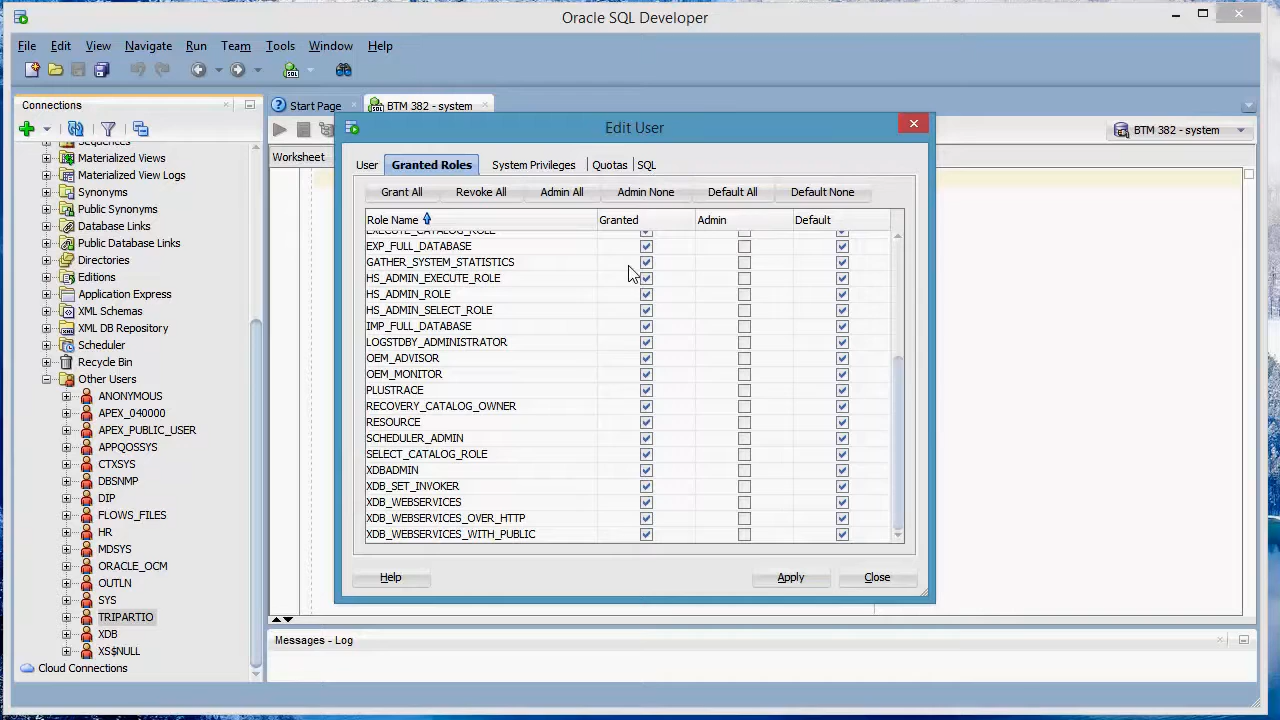 Oracle SQL Developer
File Edit View Navigate Run Team Tools Window Help
Connections
Start Page
BTM 382 - system
BTM 382 - system
Worksheet
Sequences
Materialized Views
Materialized View Logs
Synonyms
Public Synonyms
Database Links
Public Database Links
Directories
Editions
Application Express
XML Schemas
XML DB Repository
Scheduler
Recycle Bin
Other Users
ANONYMOUS
APEX_040000
APEX_PUBLIC_USER
APPQOSSYS
CTXSYS
DBSNMP
DIP
FLOWS_FILES
HR
MDSYS
ORACLE_OCM
OUTLN
SYS
TRIPARTIO
XDB
XS$NULL
Cloud Connections
Edit User
User Granted Roles System Privileges Quotas SQL
Grant All Revoke All Admin All Admin None Default All Default None
Role Name Granted Admin Default
EXECUTE_CATALOG_ROLE
EXP_FULL_DATABASE
GATHER_SYSTEM_STATISTICS
HS_ADMIN_EXECUTE_ROLE
HS_ADMIN_ROLE
HS_ADMIN_SELECT_ROLE
IMP_FULL_DATABASE
LOGSTDBY_ADMINISTRATOR
OEM_ADVISOR
OEM_MONITOR
PLUSTRACE
RECOVERY_CATALOG_OWNER
RESOURCE
SCHEDULER_ADMIN
SELECT_CATALOG_ROLE
XDBADMIN
XDB_SET_INVOKER
XDB_WEBSERVICES
XDB_WEBSERVICES_OVER_HTTP
XDB_WEBSERVICES_WITH_PUBLIC
Help Apply Close
Messages - Log